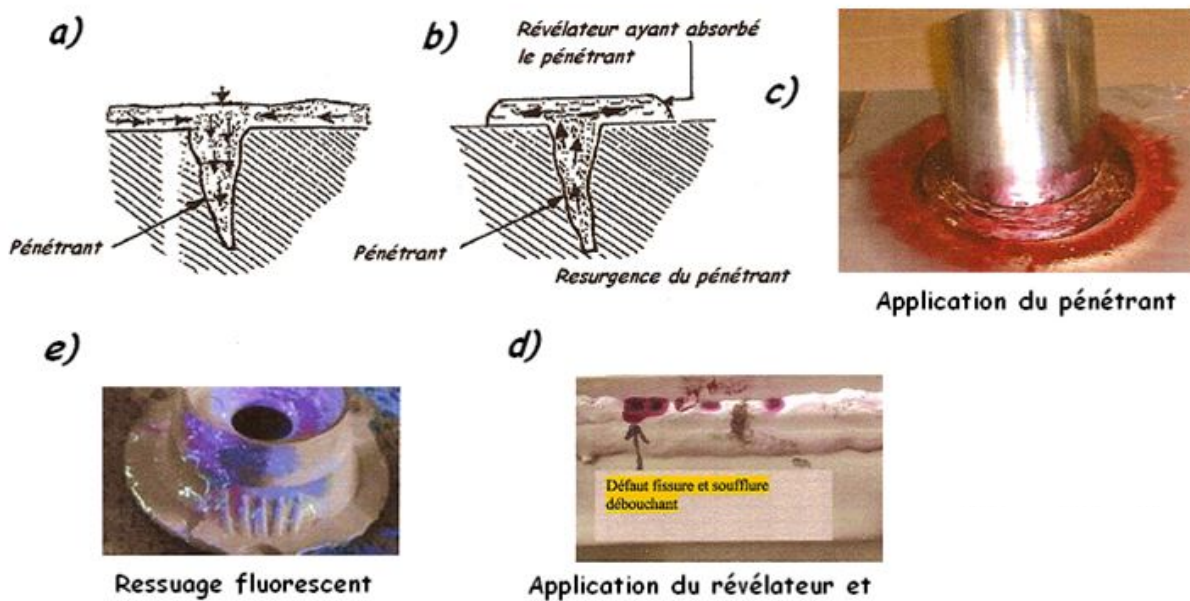 a)
Pénétrant
b)
Révélateur ayant absorbé
le pénétrant
Pénétrant
Resurgence du pénétrant
c)
Application du pénétrant
e)
Ressuage fluorescent
d)
Défaut fissure et soufflure
débouchant
Application du révélateur et